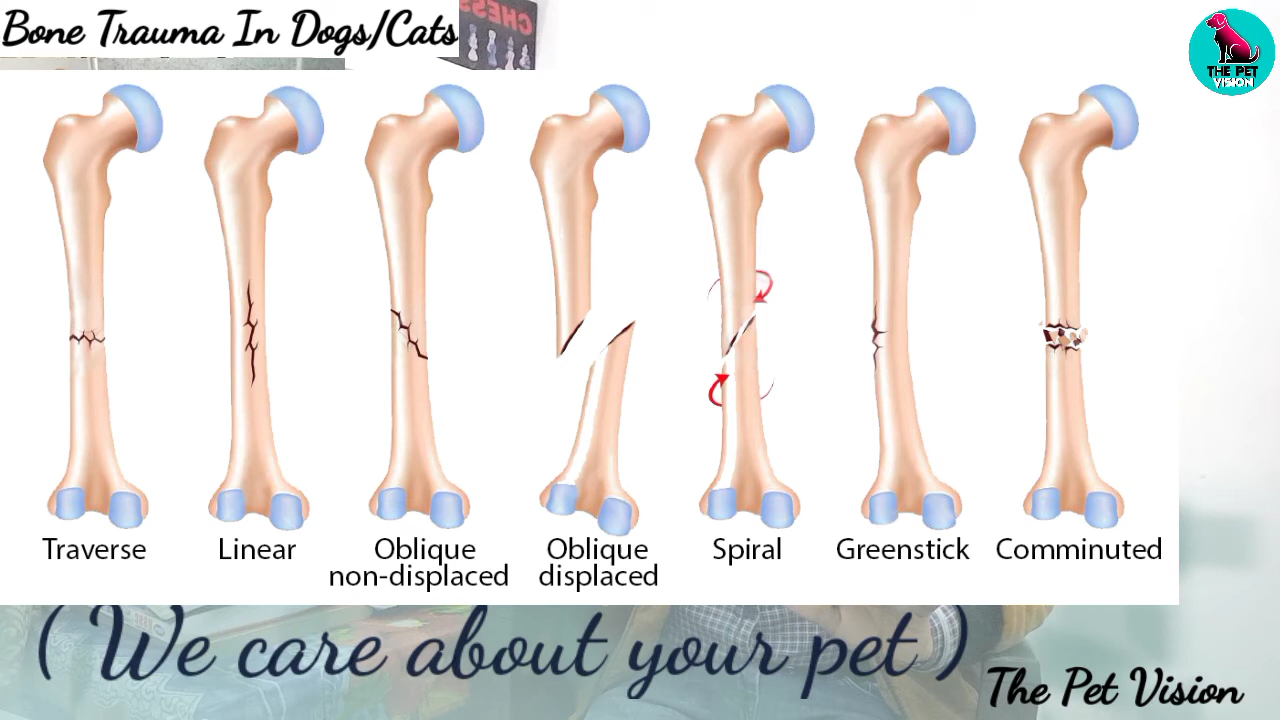 Bone Trauma In Dogs/Cats
CHESS
THE PET
VISION
Traverse
Linear
Oblique
non-displaced
Oblique
displaced
Spiral
Greenstick
Comminuted
( We care about your pet )
The Pet Vision